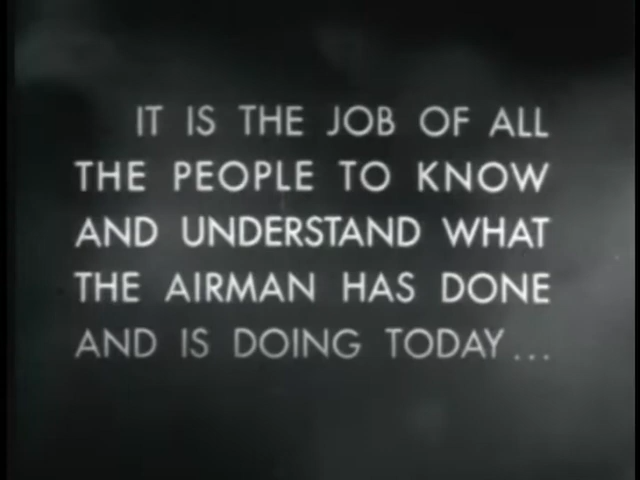 IT IS THE JOB OF ALL
THE PEOPLE TO KNOW
AND UNDERSTAND WHAT
THE AIRMAN HAS DONE
AND IS DOING TODAY...